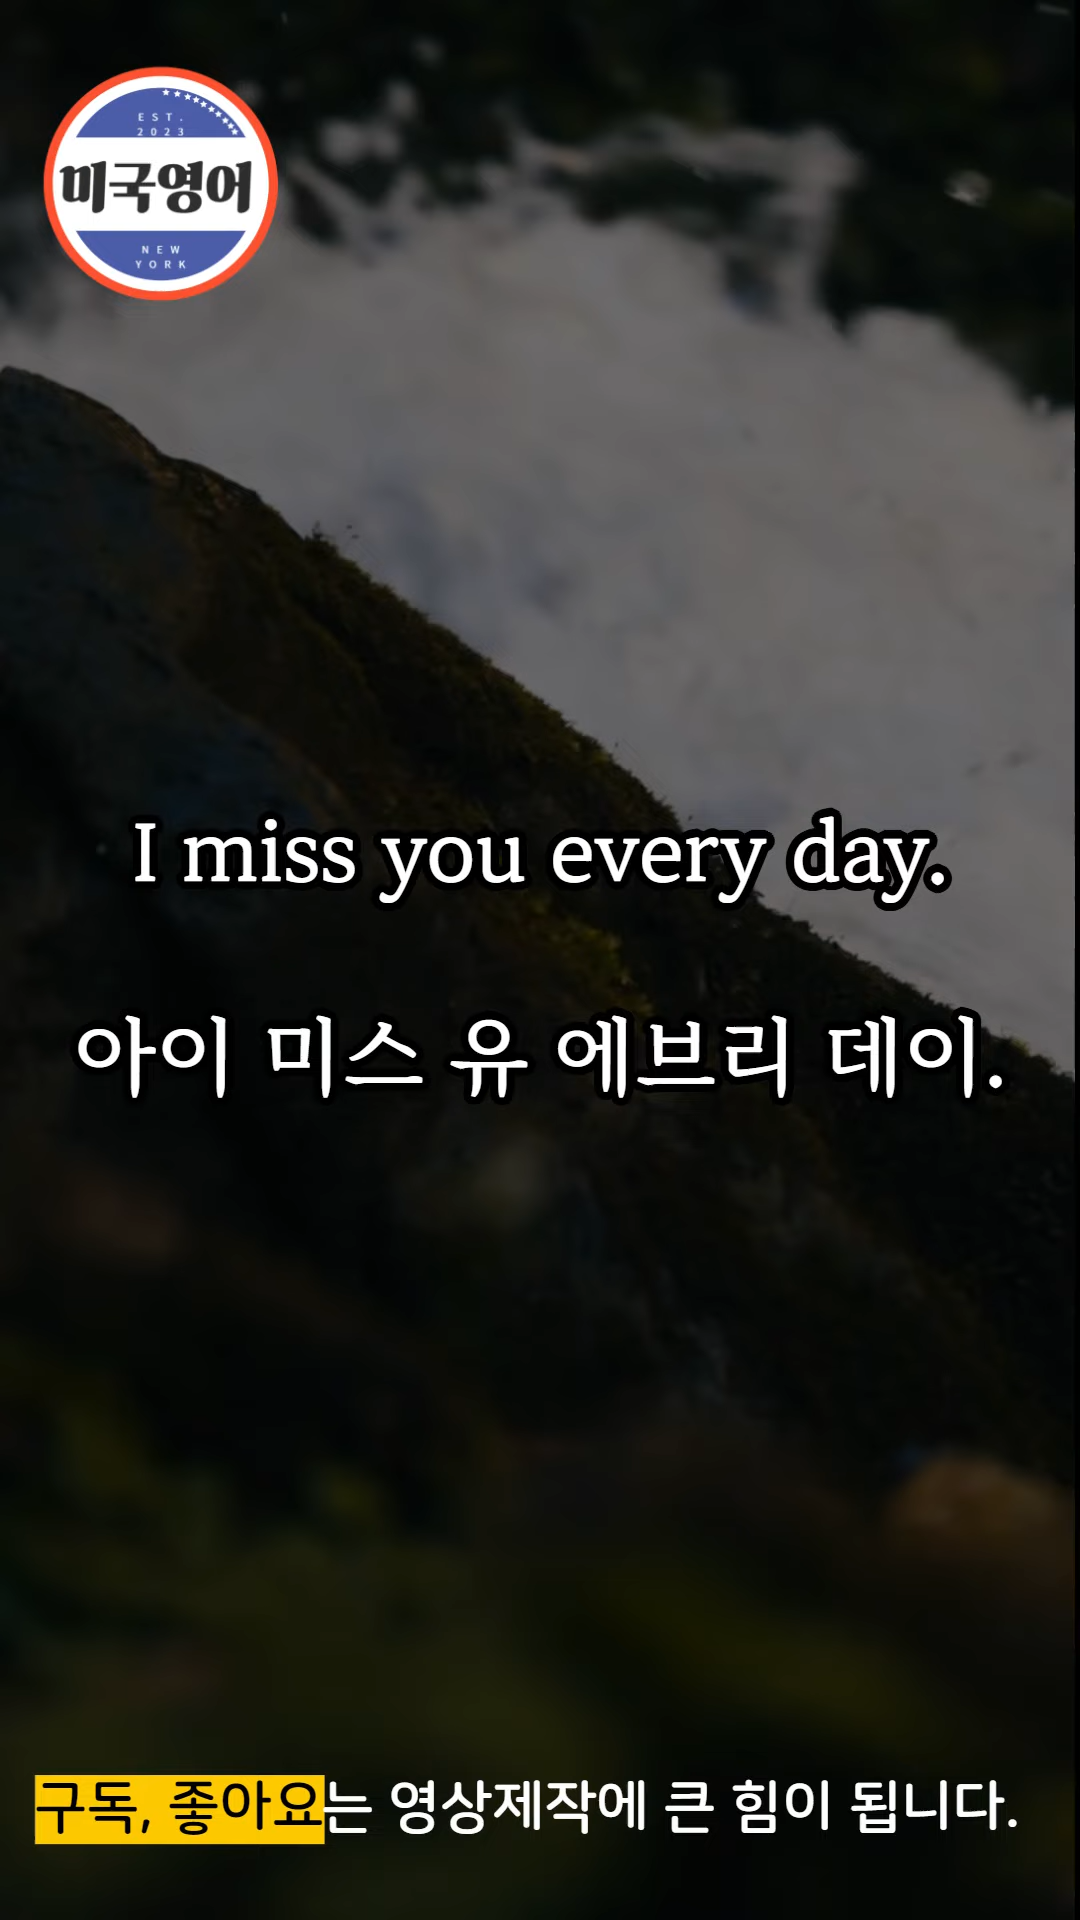 EST.
2023
미국영어
NEW
YORK
I miss you every day.
아이 미스 유 에브리 데이.
구독, 좋아요는 영상제작에 큰 힘이 됩니다.